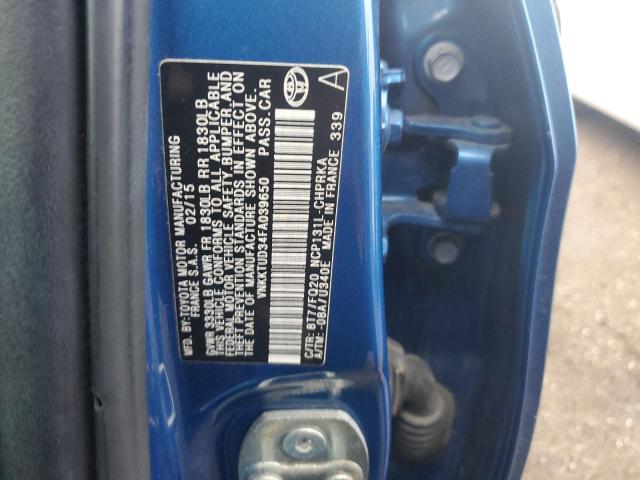 MFD. BY: TOYOTA MOTOR MANUFACTURING
FRANCE S.A.S. 02/15
GVWR 3330LB GAWR FR 1830LB RR 1830LB
THIS VEHICLE CONFORMS TO ALL APPLICABLE
FEDERAL MOTOR VEHICLE SAFETY, BUMPER, AND
THEFT PREVENTION STANDARDS IN EFFECT ON
THE DATE OF MANUFACTURE SHOWN ABOVE.
VNKKTUD34FA039650 PASS.CAR
C/TR: 8T7/FQ20 NCP131L-CHPRKA
A/TM: -08A/U340E MADE IN FRANCE 339
A